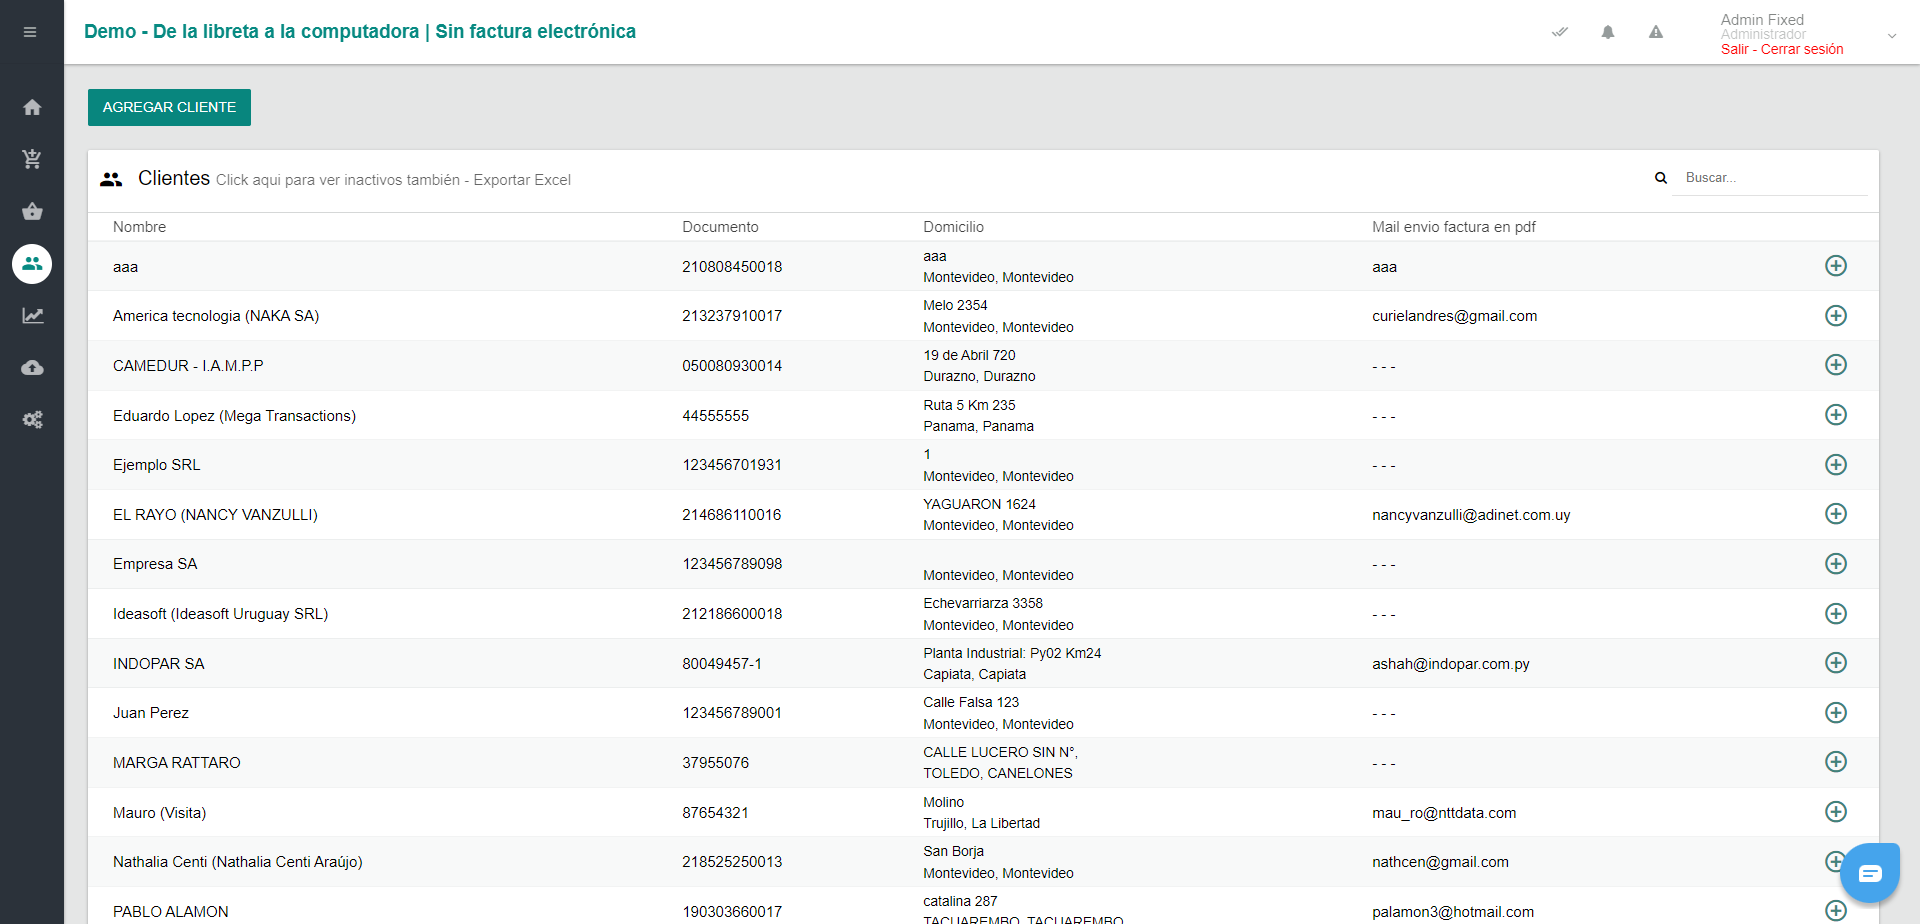 Demo - De la libreta a la computadora | Sin factura electrónica
Admin Fixed
Administrador
Salir - Cerrar sesión
AGREGAR CLIENTE
Clientes Click aqui para ver inactivos también - Exportar Excel
Buscar...
Nombre Documento Domicilio Mail envio factura en pdf
aaa 210808450018 aaa
Montevideo, Montevideo aaa
America tecnologia (NAKA SA) 213237910017 Melo 2354
Montevideo, Montevideo curielandres@gmail.com
CAMEDUR - I.A.M.P.P 050080930014 19 de Abril 720
Durazno, Durazno - - -
Eduardo Lopez (Mega Transactions) 44555555 Ruta 5 Km 235
Panama, Panama - - -
Ejemplo SRL 123456701931 1
Montevideo, Montevideo - - -
EL RAYO (NANCY VANZULLI) 214686110016 YAGUARON 1624
Montevideo, Montevideo nancyvanzulli@adinet.com.uy
Empresa SA 123456789098
Montevideo, Montevideo - - -
Ideasoft (Ideasoft Uruguay SRL) 212186600018 Echevarriarza 3358
Montevideo, Montevideo - - -
INDOPAR SA 80049457-1 Planta Industrial: Py02 Km24
Capiata, Capiata ashah@indopar.com.py
Juan Perez 123456789001 Calle Falsa 123
Montevideo, Montevideo - - -
MARGA RATTARO 37955076 CALLE LUCERO SIN N°,
TOLEDO, CANELONES - - -
Mauro (Visita) 87654321 Molino
Trujillo, La Libertad mau_ro@nttdata.com
Nathalia Centi (Nathalia Centi Araújo) 218525250013 San Borja
Montevideo, Montevideo nathcen@gmail.com
PABLO ALAMON 190303660017 catalina 287
TACUAREMBO, TACUAREMBO palamon3@hotmail.com